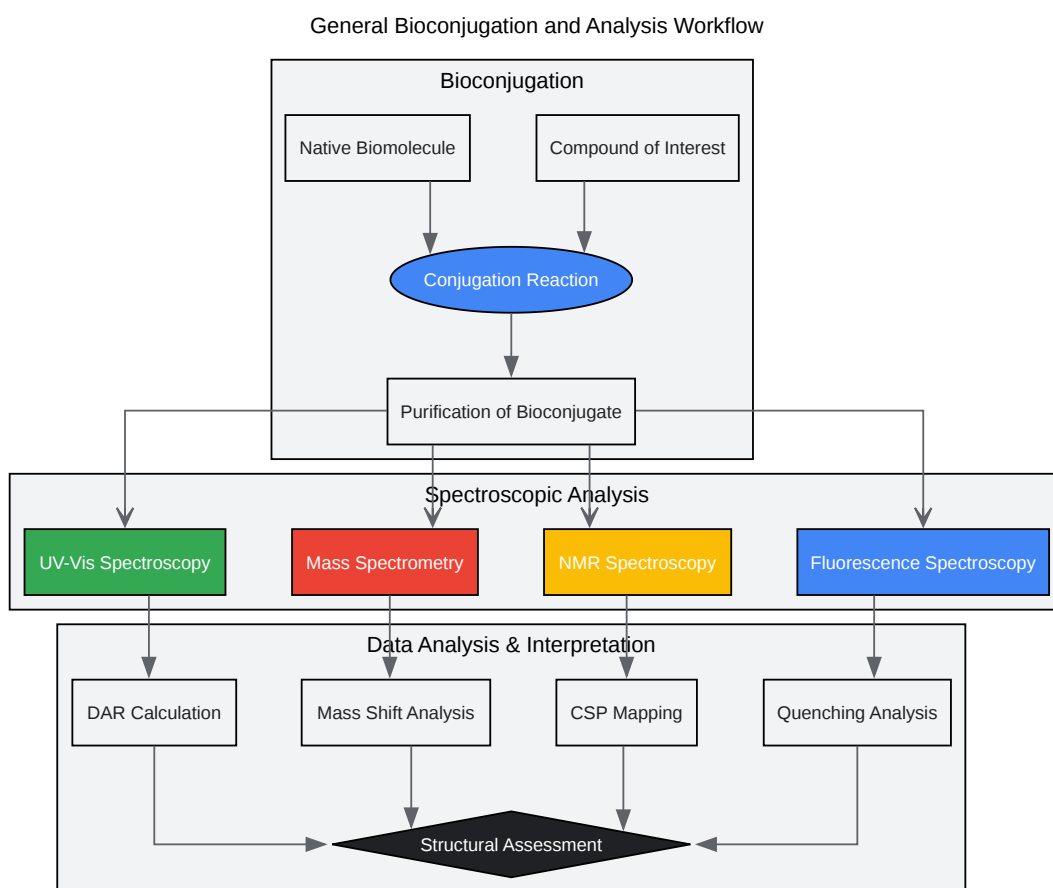 General Bioconjugation and Analysis Workflow
Bioconjugation
Native Biomolecule
Compound of Interest
Conjugation Reaction
Purification of Bioconjugate
Spectroscopic Analysis
UV-Vis Spectroscopy
Mass Spectrometry
NMR Spectroscopy
Fluorescence Spectroscopy
Data Analysis & Interpretation
DAR Calculation
Mass Shift Analysis
CSP Mapping
Quenching Analysis
Structural Assessment